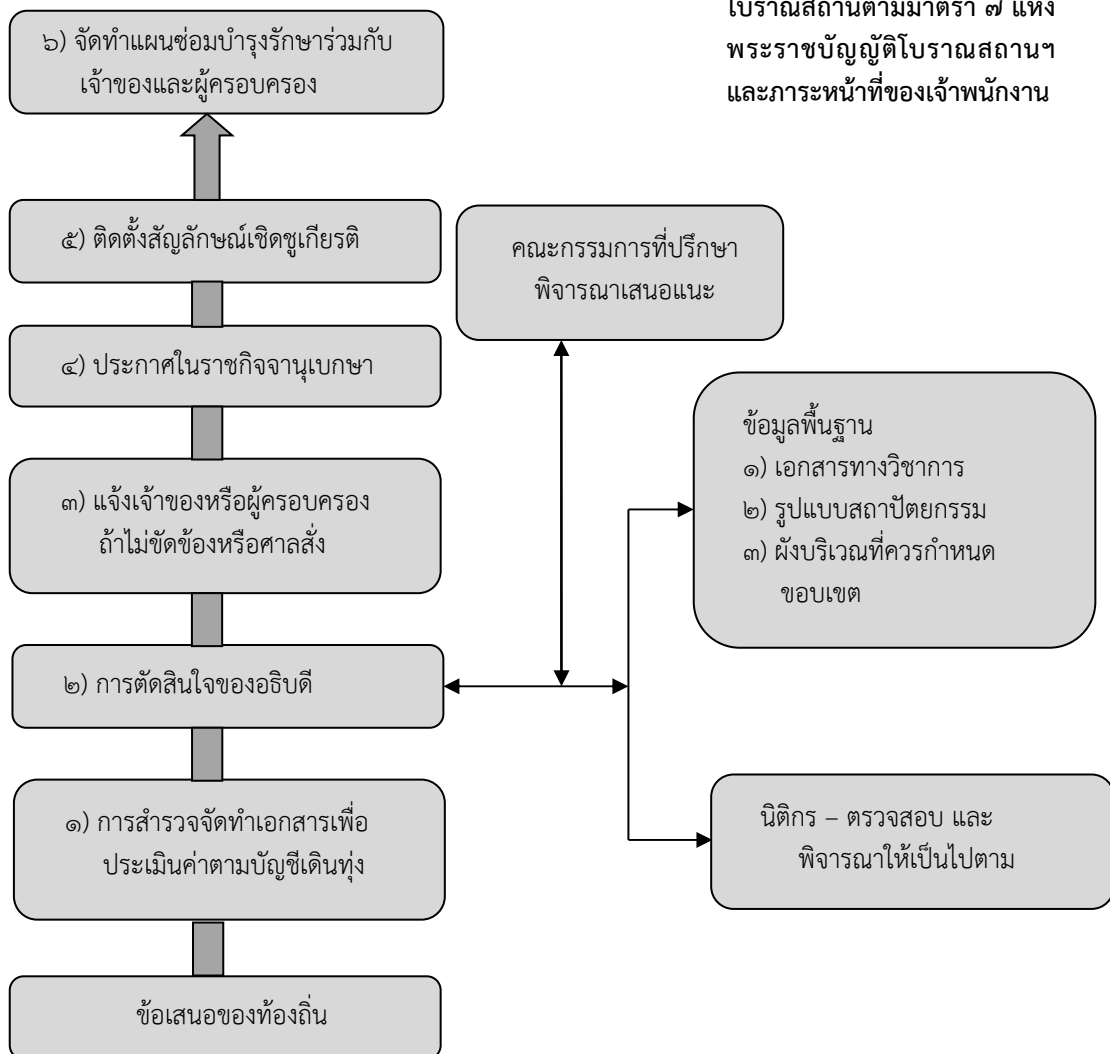 โบราณสถานตามมาตรา ๗ แห่ง
พระราชบัญญัติโบราณสถานฯ
และภาระหน้าที่ของเจ้าพนักงาน
๖) จัดทำแผนซ่อมบำรุงรักษาร่วมกับ
เจ้าของและผู้ครอบครอง
๕) ติดตั้งสัญลักษณ์เชิดชูเกียรติ
คณะกรรมการที่ปรึกษา
พิจารณาเสนอแนะ
๔) ประกาศในราชกิจจานุเบกษา
ข้อมูลพื้นฐาน
๑) เอกสารทางวิชาการ
๒) รูปแบบสถาปัตยกรรม
๓) ผังบริเวณที่ควรกำหนด
ขอบเขต
๓) แจ้งเจ้าของหรือผู้ครอบครอง
ถ้าไม่ขัดข้องหรือศาลสั่ง
๒) การตัดสินใจของอธิบดี
๑) การสำรวจจัดทำเอกสารเพื่อ
ประเมินค่าตามบัญชีเดินทุ่ง
นิติกร – ตรวจสอบ และ
พิจารณาให้เป็นไปตาม
ข้อเสนอของท้องถิ่น